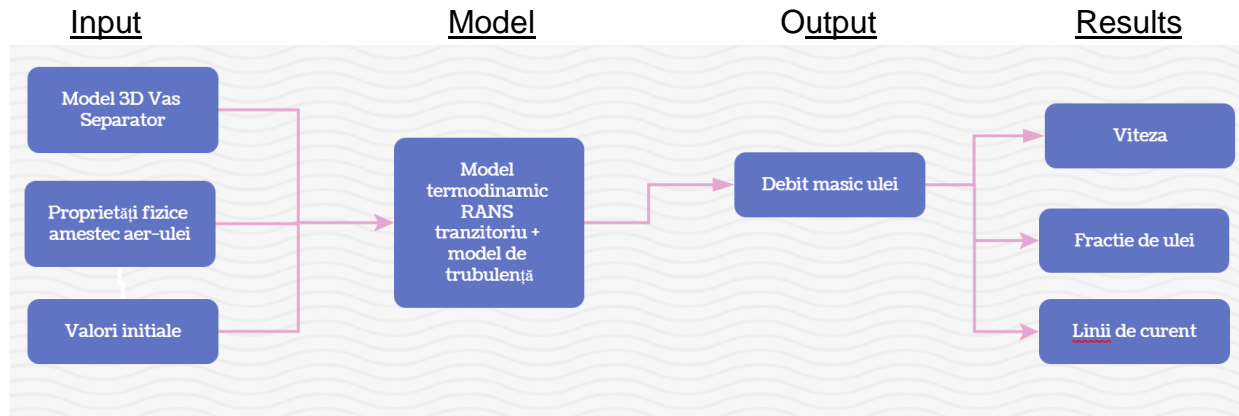 Input
Model
Output
Results
Model 3D Vas
Separator
Proprietăți fizice
amestec aer-ulei
Valori initiale
Model
termodinamic
RANS
tranzitoriu +
model de
trubulență
Debit masic ulei
Viteza
Fractie de ulei
Linii de curent